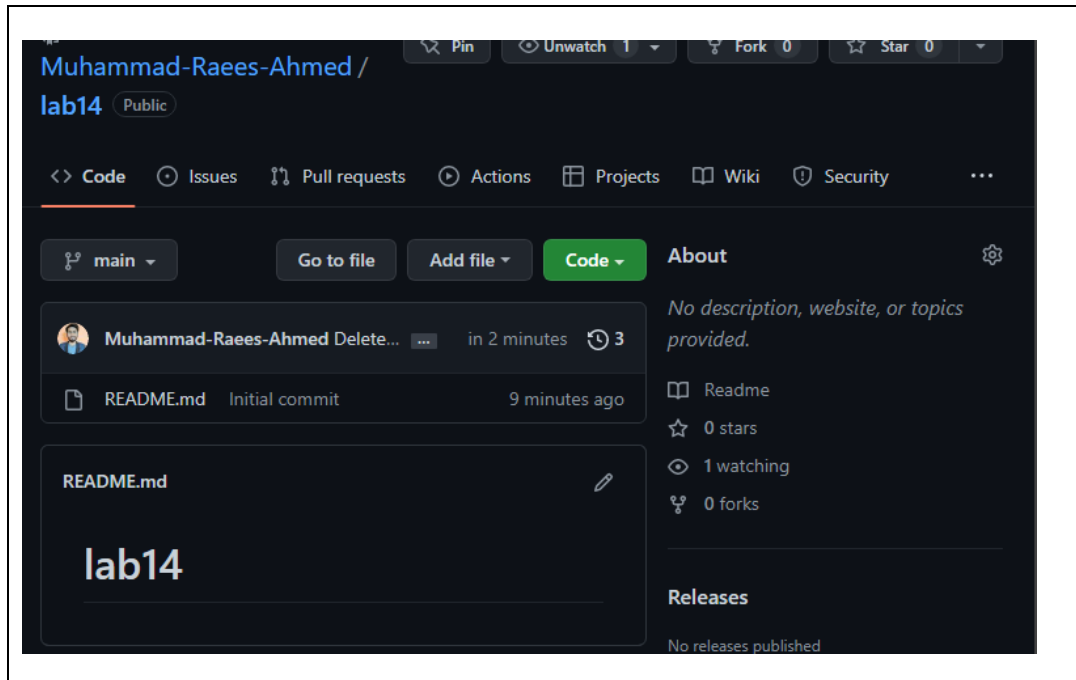 Pin Unwatch 1 Fork 0 Star 0
Muhammad-Raees-Ahmed /
lab14 Public
<> Code Issues Pull requests Actions Projects Wiki Security ...
main Go to file Add file Code
Muhammad-Raees-Ahmed Delete... ... in 2 minutes 3
README.md Initial commit 9 minutes ago
README.md
lab14
About
No description, website, or topics
provided.
Readme
0 stars
1 watching
0 forks
Releases
No releases published